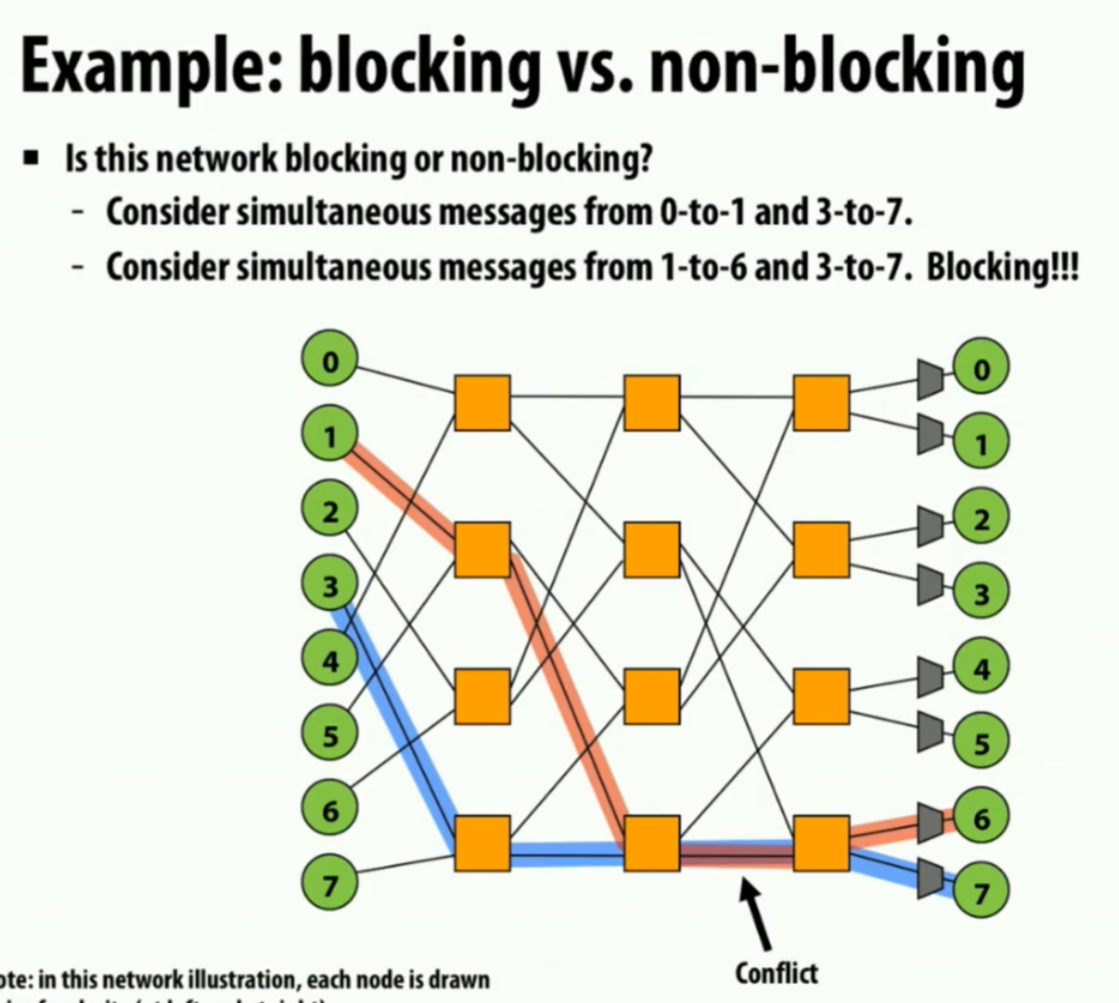 Example: blocking vs. non-blocking
▪ Is this network blocking or non-blocking?
- Consider simultaneous messages from 0-to-1 and 3-to-7.
- Consider simultaneous messages from 1-to-6 and 3-to-7. Blocking!!!
0
1
2
3
4
5
6
7
0
1
2
3
4
5
6
7
Conflict
ote: in this network illustration, each node is drawn